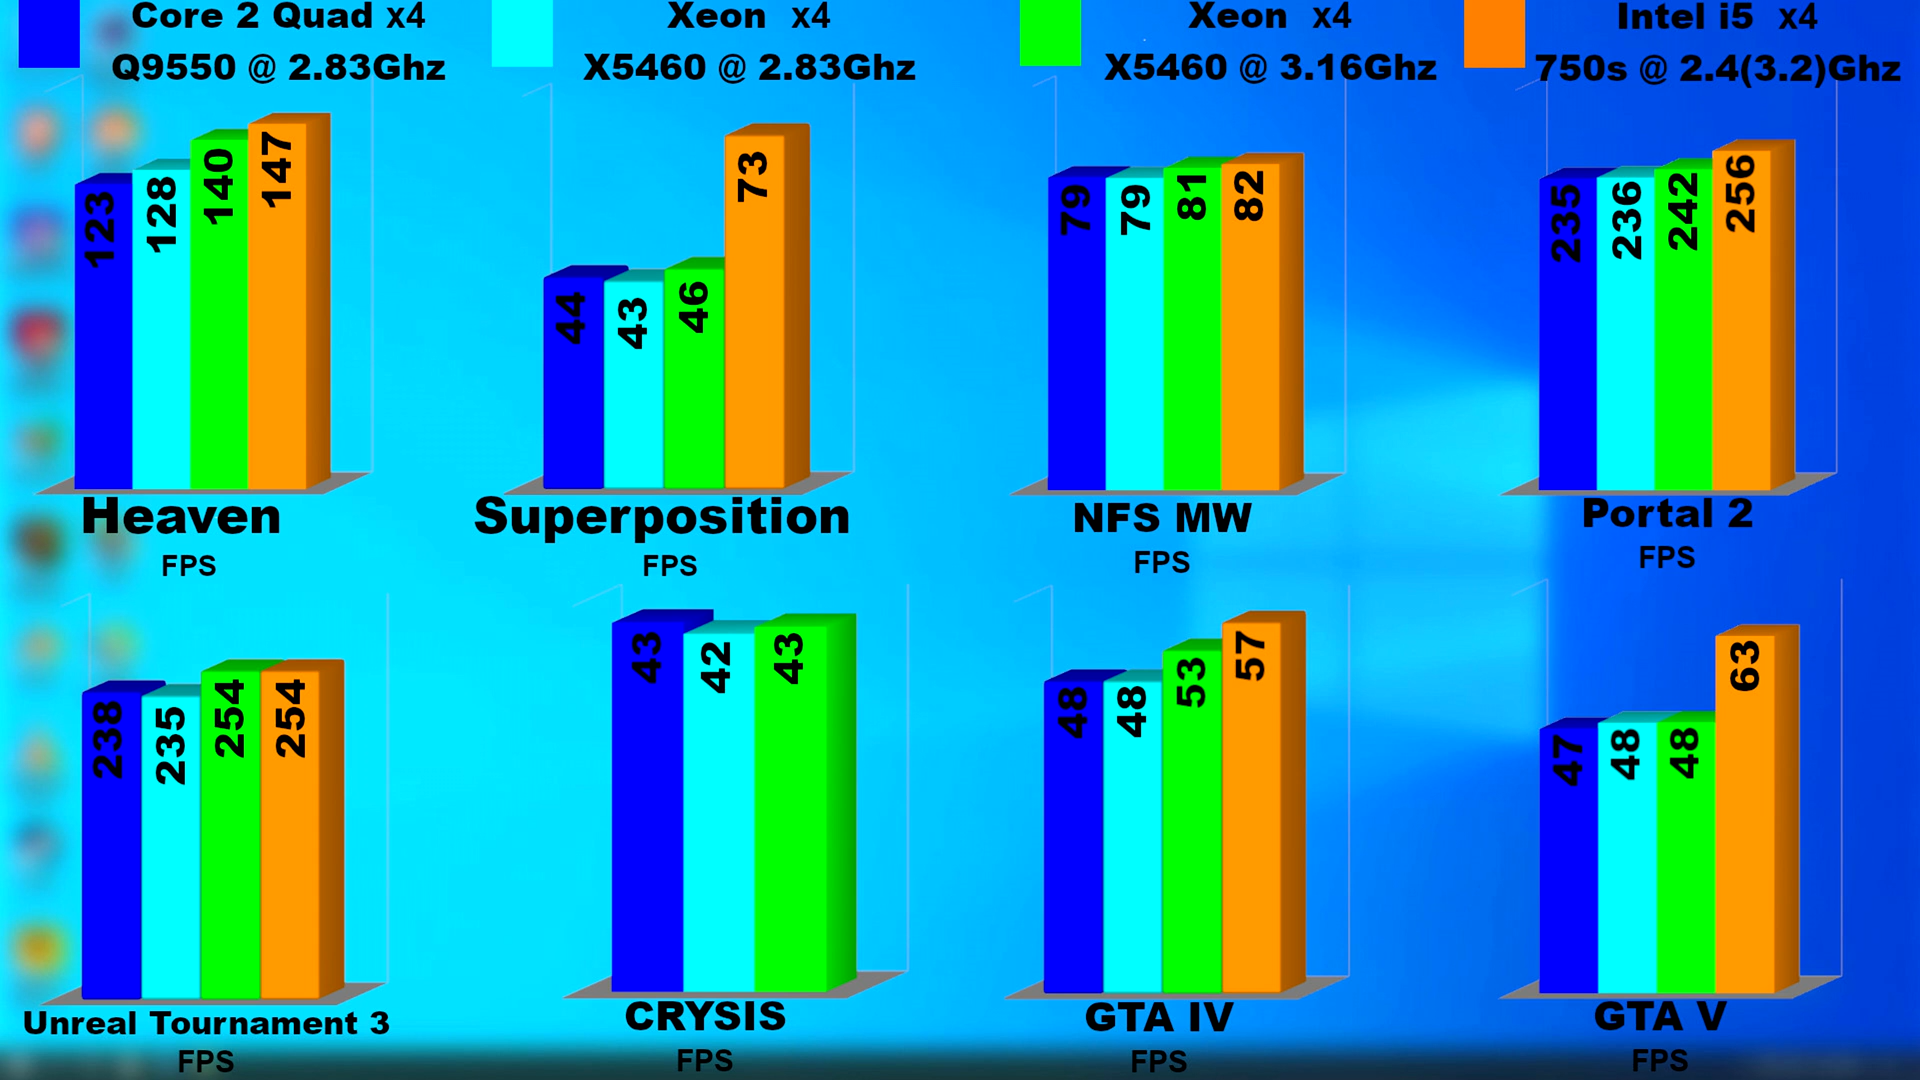 Core 2 Quad x4
Q9550 @ 2.83Ghz
Xeon x4
X5460 @ 2.83Ghz
Xeon x4
X5460 @ 3.16Ghz
Intel i5 x4
750s @ 2.4(3.2)Ghz
123
128
140
147
Heaven
FPS
44
43
46
73
Superposition
FPS
79
79
81
82
NFS MW
FPS
235
236
242
256
Portal 2
FPS
238
235
254
254
Unreal Tournament 3
FPS
43
42
43
CRYSIS
FPS
48
48
53
57
GTA IV
FPS
47
48
48
63
GTA V
FPS